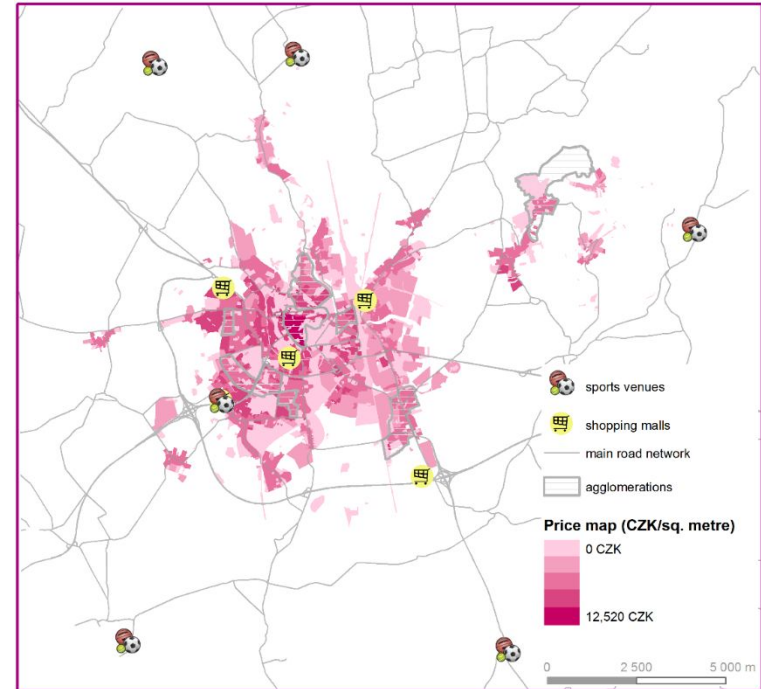 sports venues
shopping malls
main road network
agglomerations
Price map (CZK/sq. metre)
0 CZK
12,520 CZK
0 2 500 5 000 m